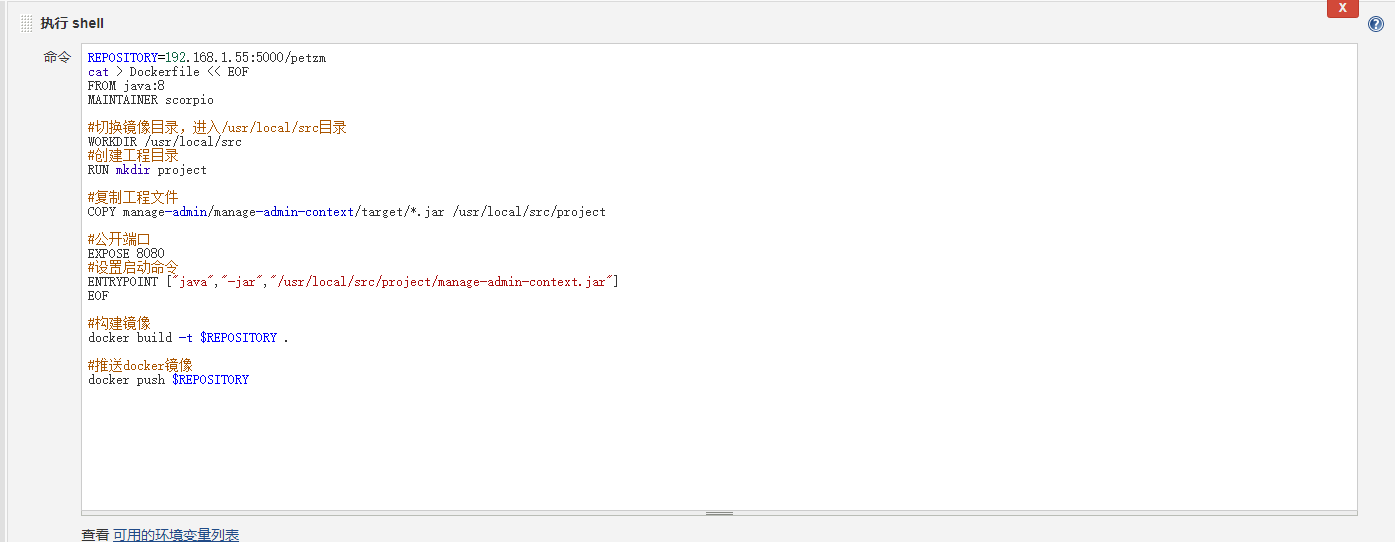 执行 shell
X
命令
REPOSITORY=192.168.1.55:5000/petzm
cat > Dockerfile << EOF
FROM java:8
MAINTAINER scorpio
#切换镜像目录，进入/usr/local/src目录
WORKDIR /usr/local/src
#创建工程目录
RUN mkdir project
#复制工程文件
COPY manage-admin/manage-admin-context/target/*.jar /usr/local/src/project
#公开端口
EXPOSE 8080
#设置启动命令
ENTRYPOINT ["java","-jar","/usr/local/src/project/manage-admin-context.jar"]
EOF
#构建镜像
docker build -t $REPOSITORY .
#推送docker镜像
docker push $REPOSITORY
查看 可用的环境变量列表